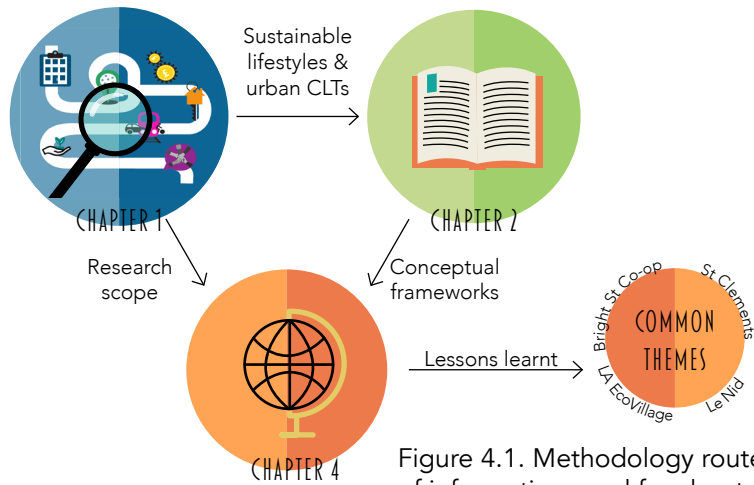 Sustainable
lifestyles &
urban CLTs
CHAPTER 1
CHAPTER 2
Research
scope
Conceptual
frameworks
Bright St Co-op
St Clements
COMMON
THEMES
LA EcoVillage
Le Nid
Lessons learnt
CHAPTER 4
Figure 4.1. Methodology route